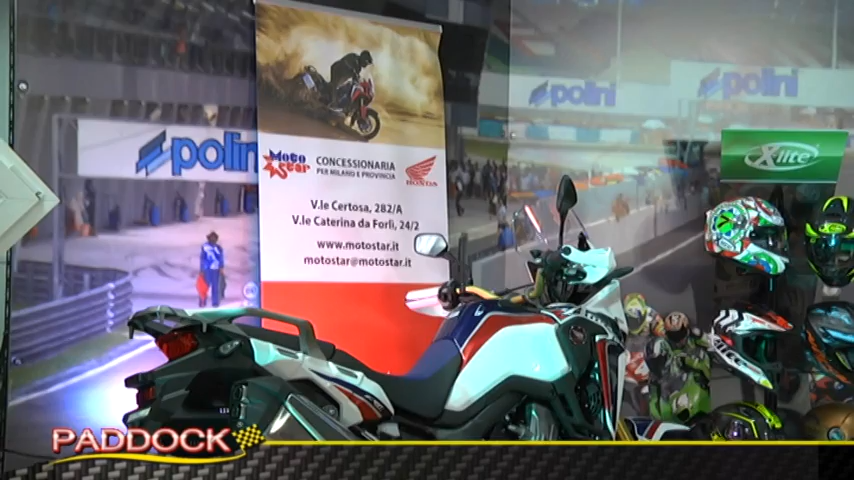 polini
polini
polini
Moto Star
CONCESSIONARIA
PER MILANO E PROVINCIA
HONDA
V.le Certosa, 282/A
V.le Caterina da Forlì, 24/2
www.motostar.it
motostar@motostar.it
X-lite
PADDOCK